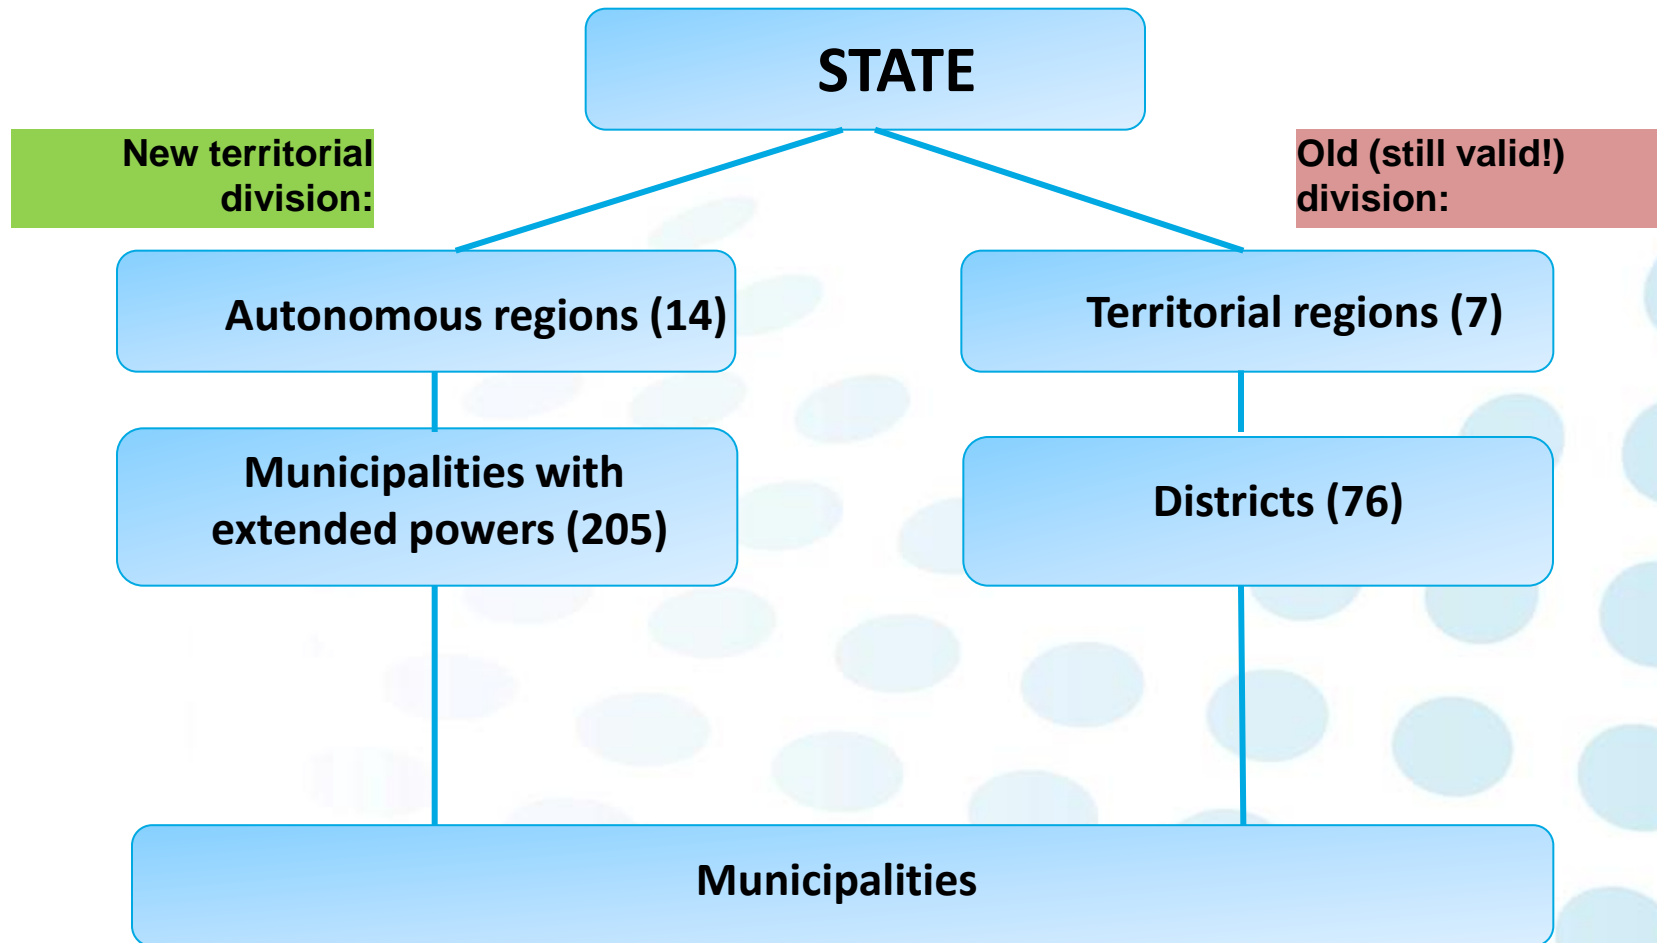 STATE
New territorial
division:
Old (still valid!)
division:
Autonomous regions (14)
Territorial regions (7)
Municipalities with
extended powers (205)
Districts (76)
Municipalities